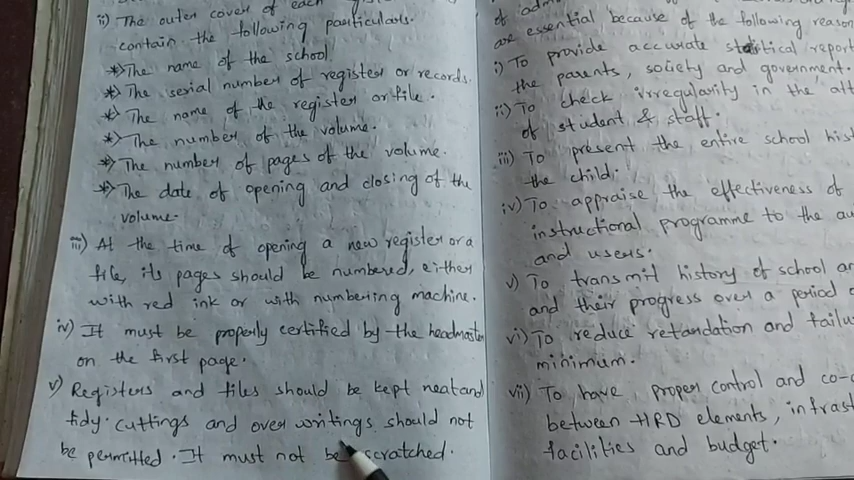 ii) The outer cover of each
contain the following particulars.
*) The name of the school
*) The serial number of register or records.
*) The name of the register or file.
*) The number of the volume.
*) The number of pages of the volume.
*) The date of opening and closing of the
volume.
iii) At the time of opening a new register or a
file, its pages should be numbered, either
with red ink or with numbering machine.
iv) It must be properly certified by the headmaster
on the first page.
v) Registers and files should be kept neat and
tidy. cuttings and over writings should not
be permitted. It must not be scratched.
of
are essential because of the following reason
i) To provide accurate statitical report
the parents, society and government.
ii) To check irregularity in the att
of student & staff.
iii) To present the entire school hist
the child.
iv) To appraise the effectiveness of
instructional programme to the au
and users.
v) To transmit history of school an
and their progress over a period
vi) To reduce retardation and failu
minimum.
vii) To have proper control and co-o
between HRD elements, infrast
facilities and budget.